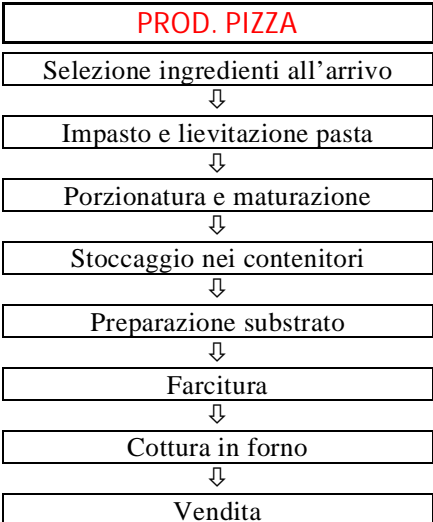 PROD. PIZZA
Selezione ingredienti all’arrivo
⇩
Impasto e lievitazione pasta
⇩
Porzionatura e maturazione
⇩
Stoccaggio nei contenitori
⇩
Preparazione substrato
⇩
Farcitura
⇩
Cottura in forno
⇩
Vendita